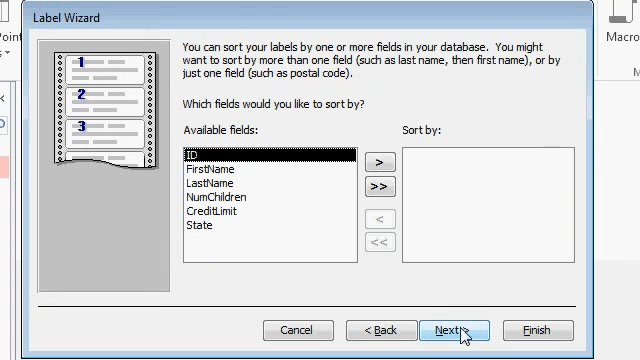 Label Wizard
Point
Macro
1
2
3
You can sort your labels by one or more fields in your database. You might
want to sort by more than one field (such as last name, then first name), or by
just one field (such as postal code).
Which fields would you like to sort by?
Available fields:
Sort by:
ID
FirstName
LastName
NumChildren
CreditLimit
State
>
>>
<
<<
Cancel
< Back
Next >
Finish